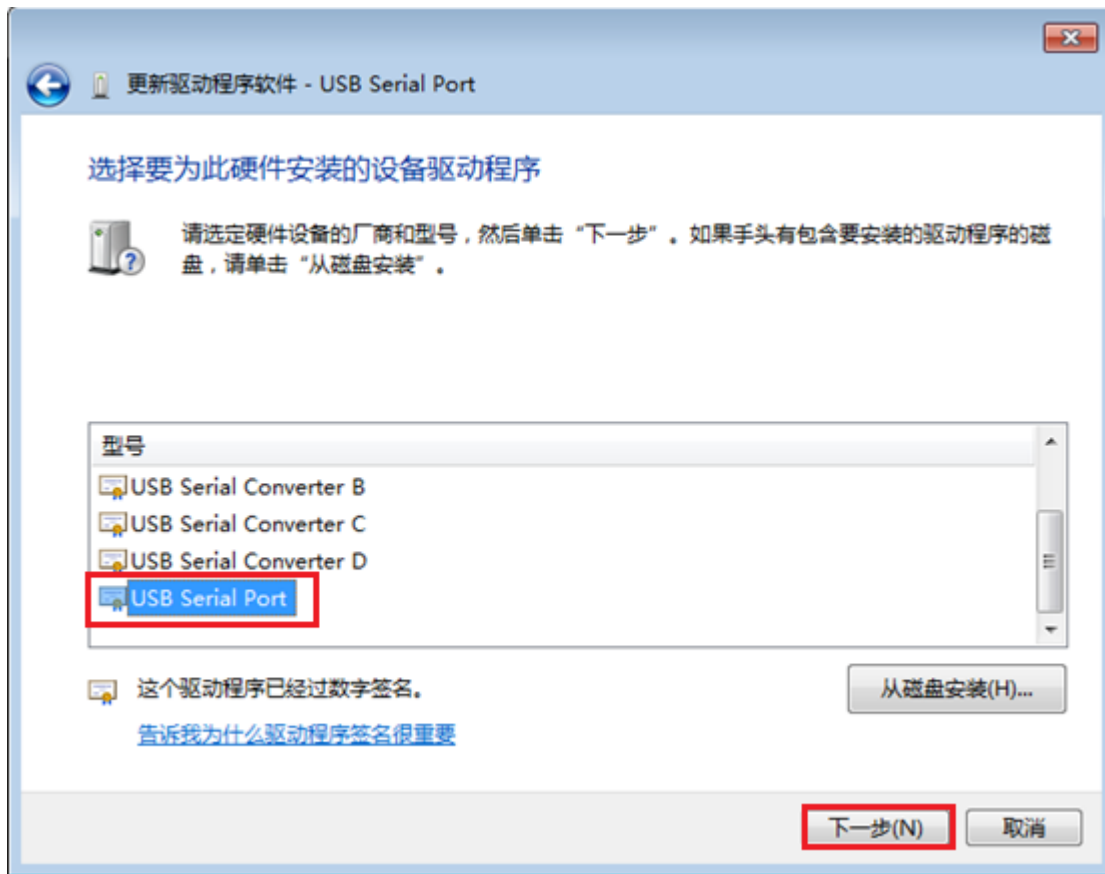 更新驱动程序软件 - USB Serial Port
选择要为此硬件安装的设备驱动程序
请选定硬件设备的厂商和型号，然后单击“下一步”。如果手头有包含要安装的驱动程序的磁
盘，请单击“从磁盘安装”。
型号
USB Serial Converter B
USB Serial Converter C
USB Serial Converter D
USB Serial Port
这个驱动程序已经过数字签名。
从磁盘安装(H)...
告诉我为什么驱动程序签名很重要
下一步(N)
取消